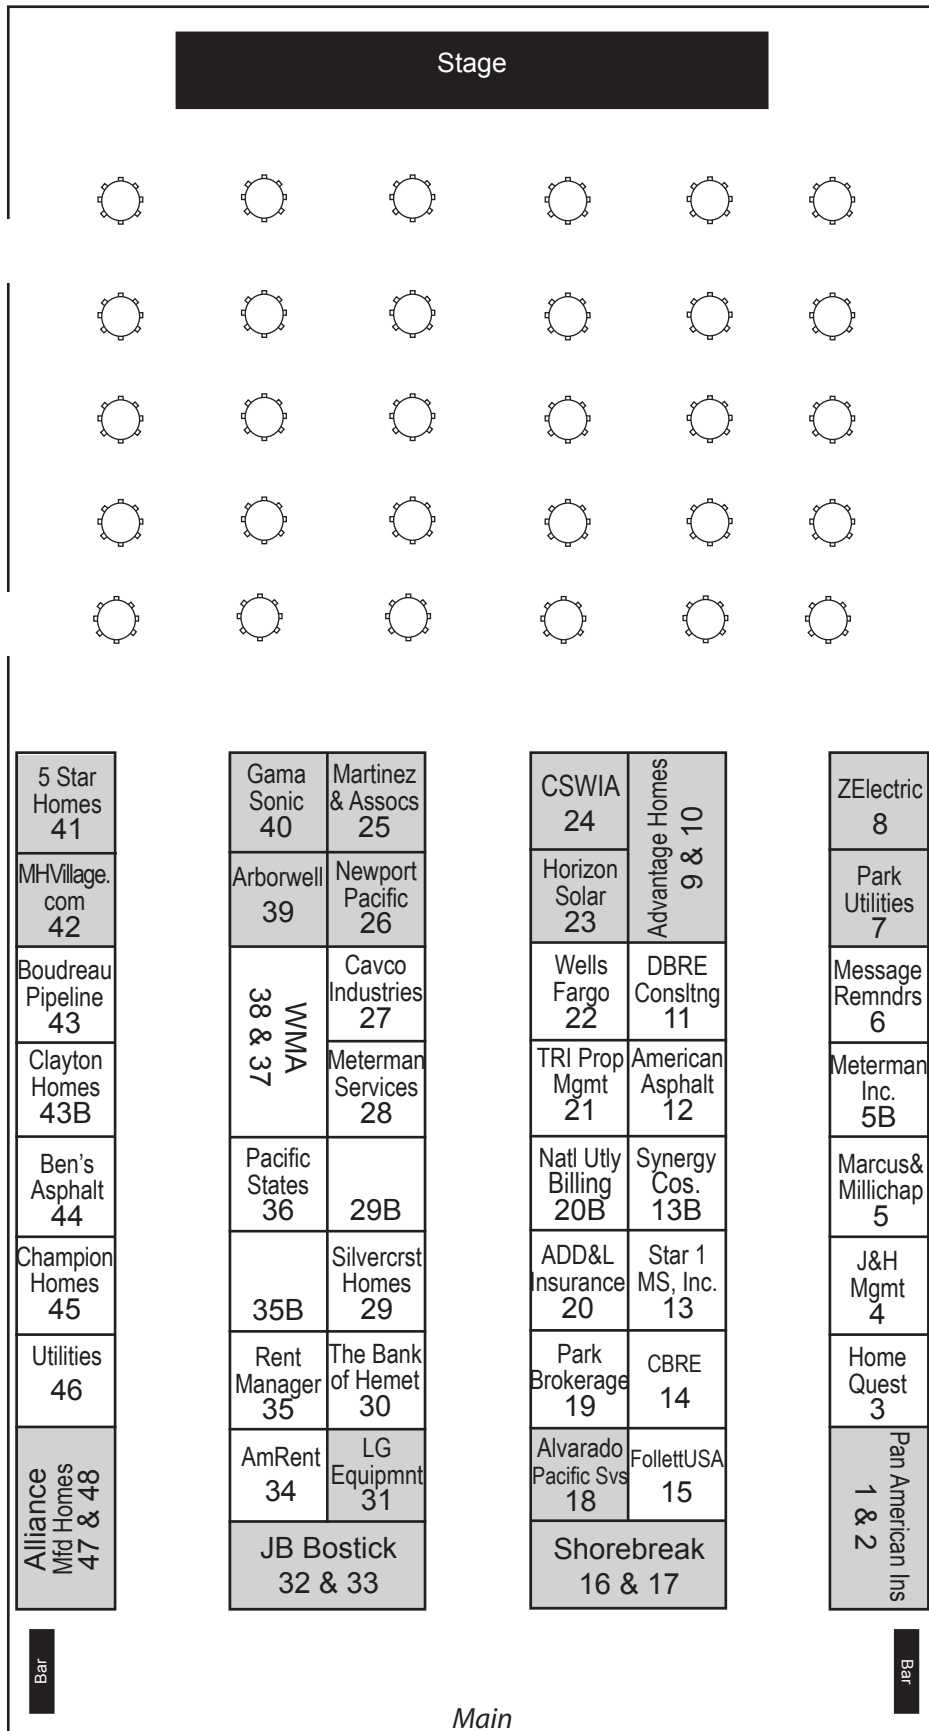 Stage
5 Star
Homes
41
MHVillage.
com
42
Boudreau
Pipeline
43
Clayton
Homes
43B
Ben's
Asphalt
44
Champion
Homes
45
Utilities
46
Alliance
Mfd Homes
47 & 48
Bar
Gama
Sonic
40
Arborwell
39
WMA
38 & 37
Pacific
States
36
35B
Rent
Manager
35
AmRent
34
Martinez
& Assocs
25
Newport
Pacific
26
Cavco
Industries
27
Meterman
Services
28
29B
Silvercrst
Homes
29
The Bank
of Hemet
30
LG
Equipmnt
31
JB Bostick
32 & 33
CSWIA
24
Horizon
Solar
23
Wells
Fargo
22
TRI Prop
Mgmt
21
Natl Utly
Billing
20B
ADD&L
Insurance
20
Park
Brokerage
19
Alvarado
Pacific Svs
18
Advantage Homes
9 & 10
DBRE
Consltng
11
American
Asphalt
12
Synergy
Cos.
13B
Star 1
MS, Inc.
13
CBRE
14
FollettUSA
15
Shorebreak
16 & 17
ZElectric
8
Park
Utilities
7
Message
Remndrs
6
Meterman
Inc.
5B
Marcus&
Millichap
5
J&H
Mgmt
4
Home
Quest
3
Pan American Ins
1 & 2
Bar
Main